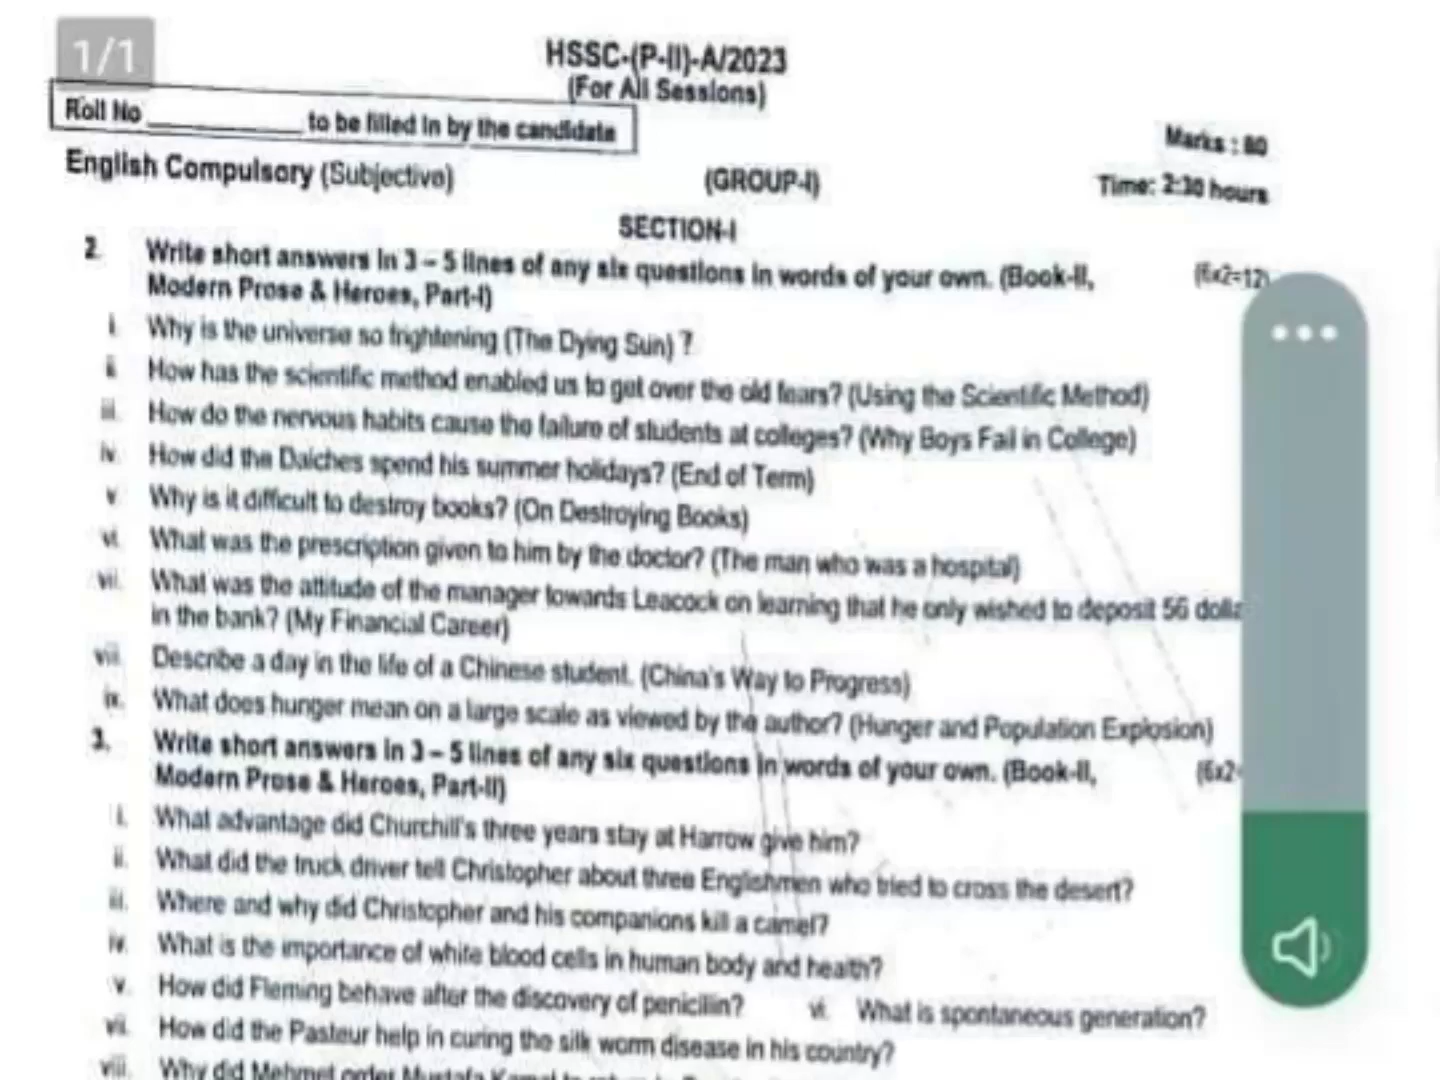 1/1
HSSC-(P-II)-A/2023
(For All Sessions)
Roll No __________ to be filled in by the candidate
Marks : 80
English Compulsory (Subjective)
(GROUP-I)
Time: 2:30 hours
SECTION-I
2. Write short answers in 3 – 5 lines of any six questions in words of your own. (Book-II, (6x2=12)
Modern Prose & Heroes, Part-I)
i. Why is the universe so frightening (The Dying Sun) ?
ii. How has the scientific method enabled us to get over the old fears? (Using the Scientific Method)
iii. How do the nervous habits cause the failure of students at colleges? (Why Boys Fail in College)
iv. How did the Daiches spend his summer holidays? (End of Term)
v. Why is it difficult to destroy books? (On Destroying Books)
vi. What was the prescription given to him by the doctor? (The man who was a hospital)
vii. What was the attitude of the manager towards Leacock on learning that he only wished to deposit 56 dolla
in the bank? (My Financial Career)
viii. Describe a day in the life of a Chinese student. (China's Way to Progress)
ix. What does hunger mean on a large scale as viewed by the author? (Hunger and Population Explosion)
3. Write short answers in 3 – 5 lines of any six questions in words of your own. (Book-II, (6x2=
Modern Prose & Heroes, Part-II)
i. What advantage did Churchill's three years stay at Harrow give him?
ii. What did the truck driver tell Christopher about three Englishmen who tried to cross the desert?
iii. Where and why did Christopher and his companions kill a camel?
iv. What is the importance of white blood cells in human body and health?
v. How did Fleming behave after the discovery of penicilin? vi. What is spontaneous generation?
vii. How did the Pasteur help in curing the silk worm disease in his country?
viii. Why did Mehmet order Mustafa Kemal to